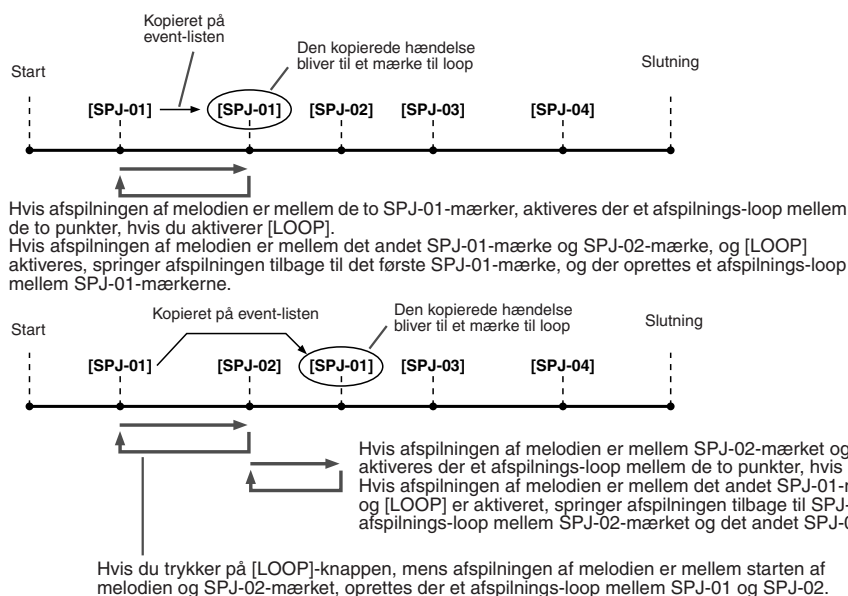 Kopieret på
event-listen
Den kopierede hændelse
bliver til et mærke til loop
Start
Slutning
[SPJ-01] [SPJ-01] [SPJ-02] [SPJ-03] [SPJ-04]
Hvis afspilningen af melodien er mellem de to SPJ-01-mærker, aktiveres der et afspilnings-loop mellem
de to punkter, hvis du aktiverer [LOOP].
Hvis afspilningen af melodien er mellem det andet SPJ-01-mærke og SPJ-02-mærke, og [LOOP]
aktiveres, springer afspilningen tilbage til det første SPJ-01-mærke, og der oprettes et afspilnings-loop
mellem SPJ-01-mærkerne.
Kopieret på event-listen
Den kopierede hændelse
bliver til et mærke til loop
Start
Slutning
[SPJ-01] [SPJ-02] [SPJ-01] [SPJ-03] [SPJ-04]
Hvis afspilningen af melodien er mellem SPJ-02-mærket og
aktiveres der et afspilnings-loop mellem de to punkter, hvis
Hvis afspilningen af melodien er mellem det andet SPJ-01-
og [LOOP] er aktiveret, springer afspilningen tilbage til SPJ-
afspilnings-loop mellem SPJ-02-mærket og det andet SPJ-
Hvis du trykker på [LOOP]-knappen, mens afspilningen af melodien er mellem starten af
melodien og SPJ-02-mærket, oprettes der et afspilnings-loop mellem SPJ-01 og SPJ-02.